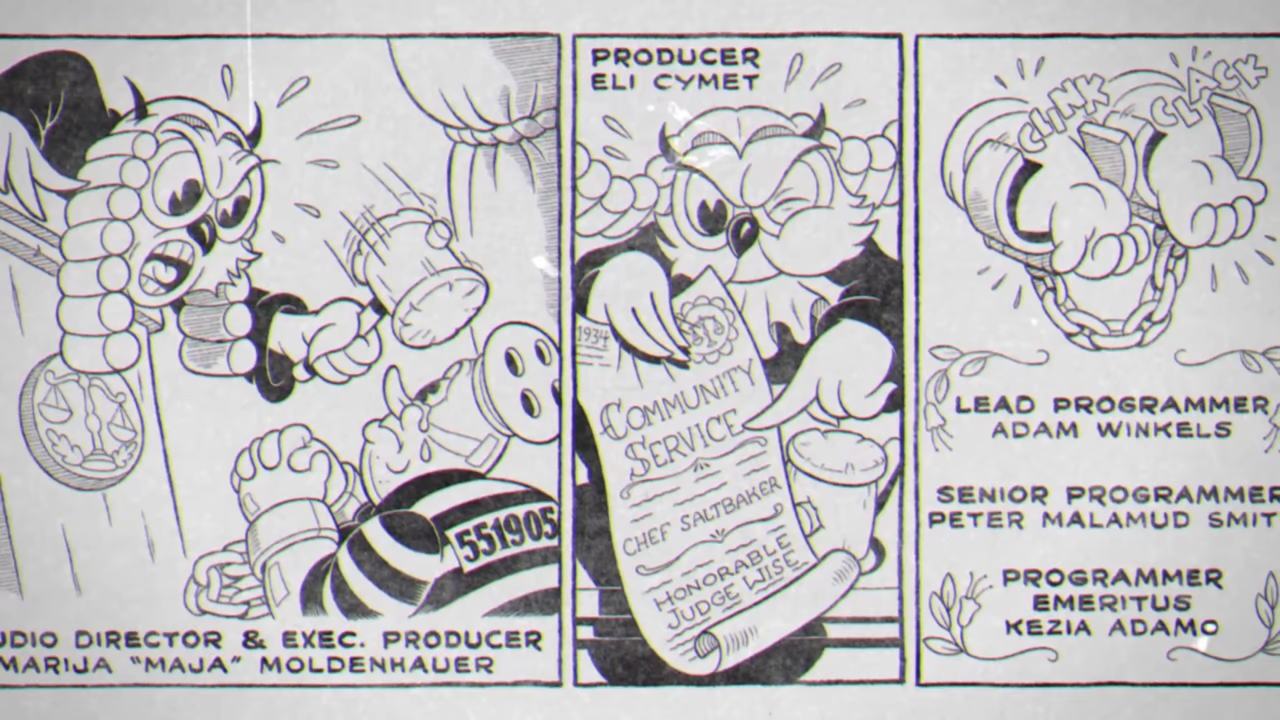 551905
UDIO DIRECTOR & EXEC. PRODUCER
MARIJA "MAJA" MOLDENHAUER
PRODUCER
ELI CYMET
1934
COMMUNITY
SERVICE
CHEF SALTBAKER
HONORABLE
JUDGE WISE
CLINK
CLACK
LEAD PROGRAMMER
ADAM WINKELS
SENIOR PROGRAMMER
PETER MALAMUD SMIT
PROGRAMMER
EMERITUS
KEZIA ADAMO